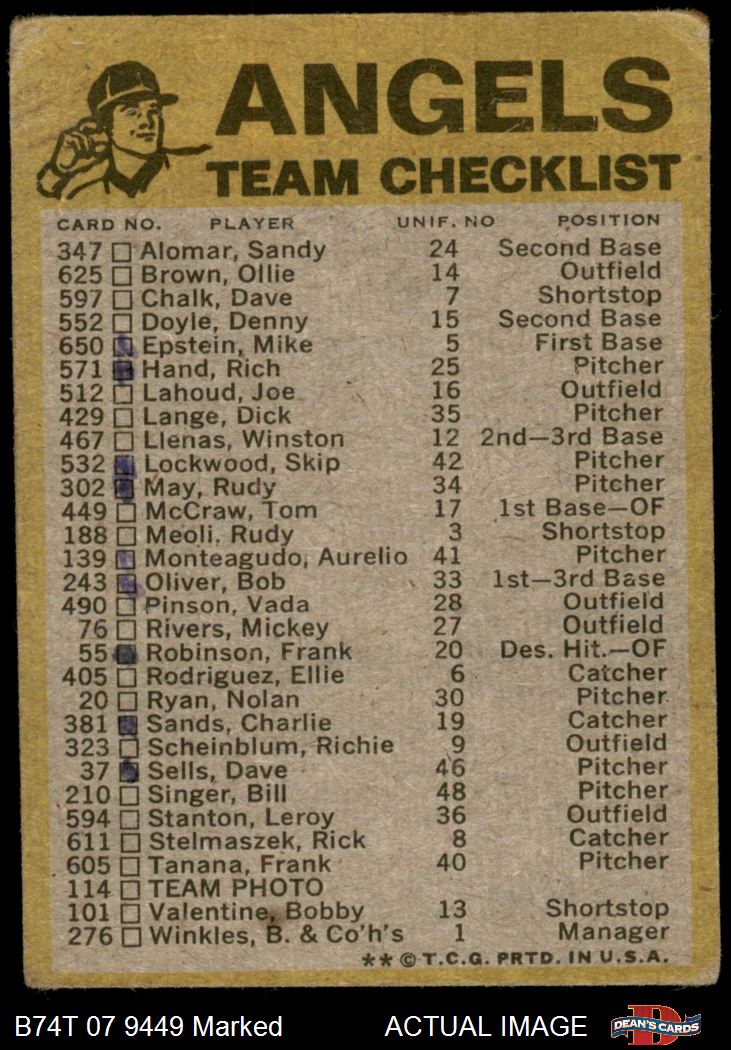 ANGELS
TEAM CHECKLIST
CARD NO. PLAYER UNIF. NO POSITION
347 Alomar, Sandy 24 Second Base
625 Brown, Ollie 14 Outfield
597 Chalk, Dave 7 Shortstop
552 Doyle, Denny 15 Second Base
650 Epstein, Mike 5 First Base
571 Hand, Rich 25 Pitcher
512 Lahoud, Joe 16 Outfield
429 Lange, Dick 35 Pitcher
467 Llenas, Winston 12 2nd—3rd Base
532 Lockwood, Skip 42 Pitcher
302 May, Rudy 34 Pitcher
449 McCraw, Tom 17 1st Base—OF
188 Meoli, Rudy 3 Shortstop
139 Monteagudo, Aurelio 41 Pitcher
243 Oliver, Bob 33 1st—3rd Base
490 Pinson, Vada 28 Outfield
76 Rivers, Mickey 27 Outfield
55 Robinson, Frank 20 Des. Hit.—OF
405 Rodriguez, Ellie 6 Catcher
20 Ryan, Nolan 30 Pitcher
381 Sands, Charlie 19 Catcher
323 Scheinblum, Richie 9 Outfield
37 Sells, Dave 46 Pitcher
210 Singer, Bill 48 Pitcher
594 Stanton, Leroy 36 Outfield
611 Stelmaszek, Rick 8 Catcher
605 Tanana, Frank 40 Pitcher
114 TEAM PHOTO
101 Valentine, Bobby 13 Shortstop
276 Winkles, B. & Co'h's 1 Manager
**©T.C.G. PRTD. IN U.S.A.
B74T 07 9449 Marked ACTUAL IMAGE D DEAN'S CARDS